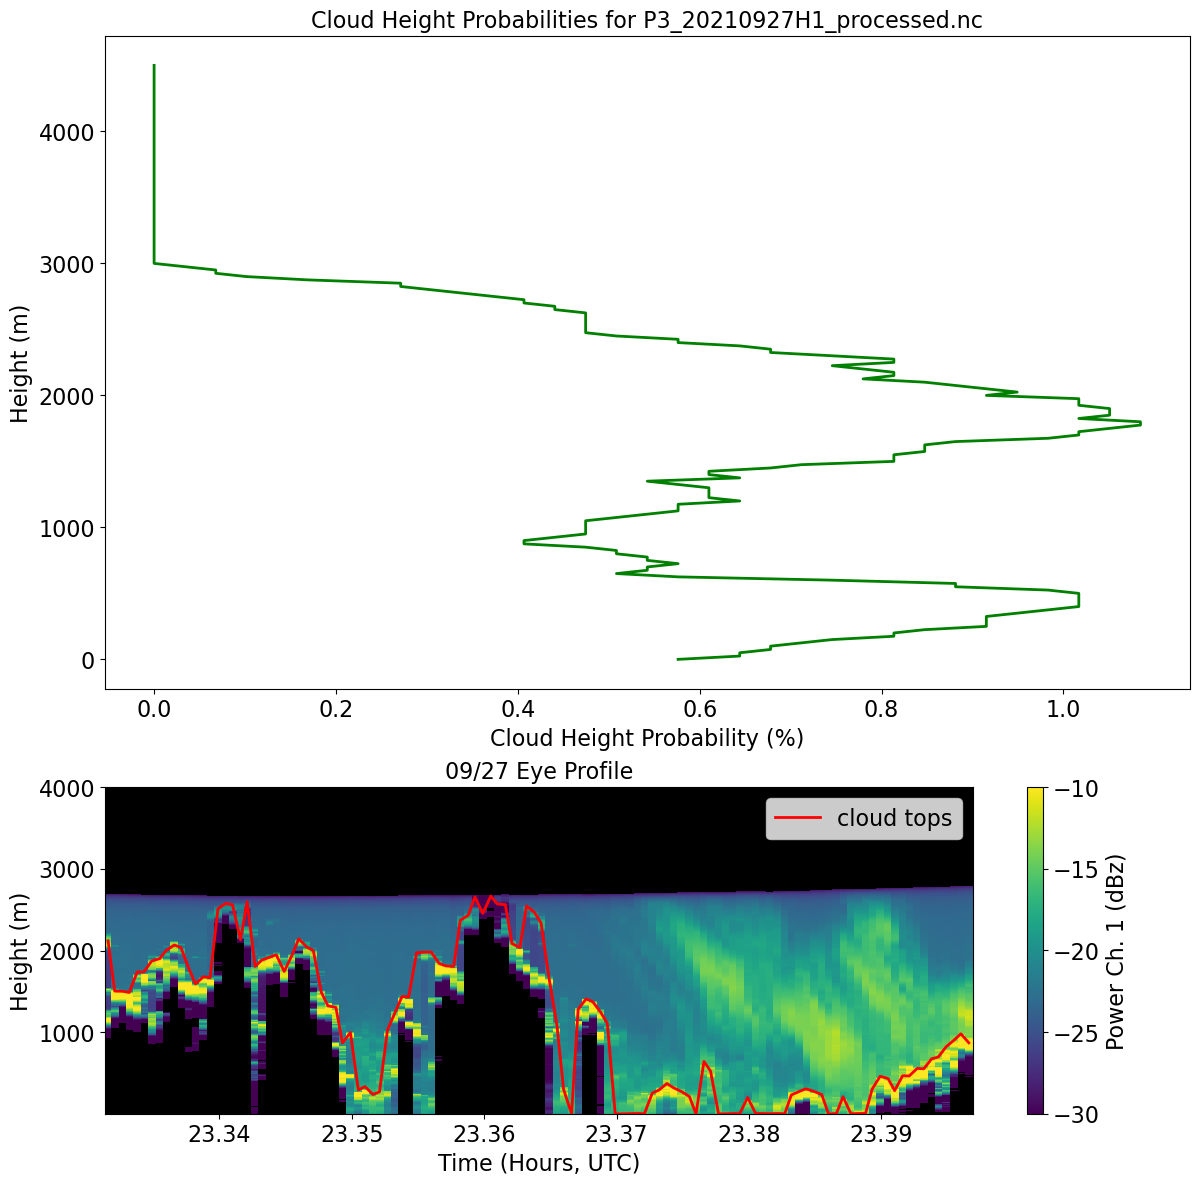 Cloud Height Probabilities for P3_20210927H1_processed.nc
4000
3000
2000
1000
0
Height (m)
0.0 0.2 0.4 0.6 0.8 1.0
Cloud Height Probability (%)
09/27 Eye Profile
4000
3000
2000
1000
Height (m)
cloud tops
23.34 23.35 23.36 23.37 23.38 23.39
Time (Hours, UTC)
−10
−15
−20
−25
−30
Power Ch. 1 (dBz)